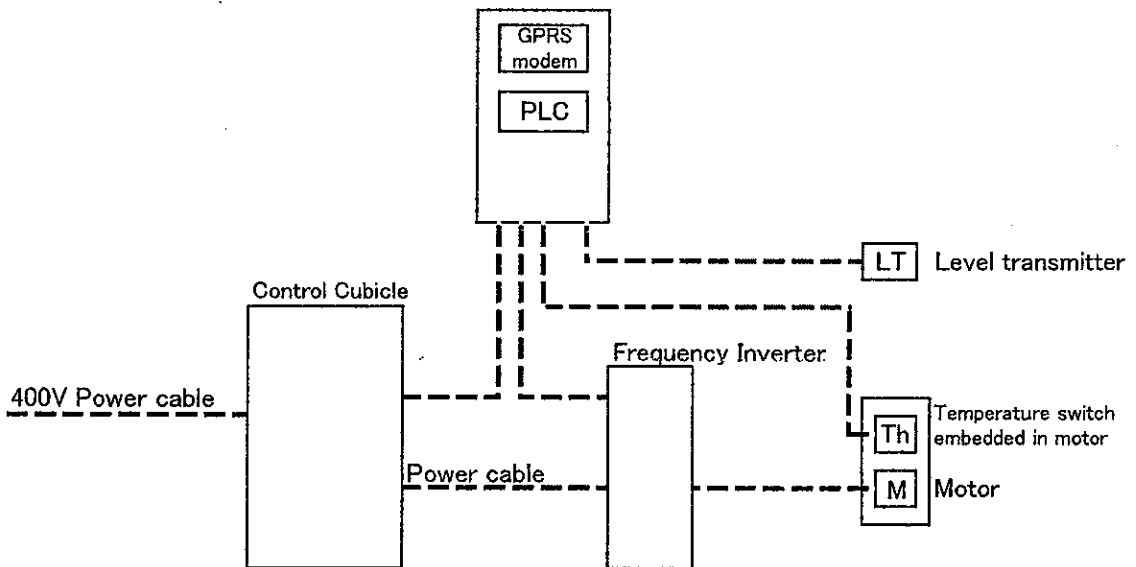 GPRS
modem
PLC
LT
Level transmitter
Control Cubicle
Frequency Inverter
400V Power cable
Temperature switch
Th
embedded in motor
Power cable
M
Motor